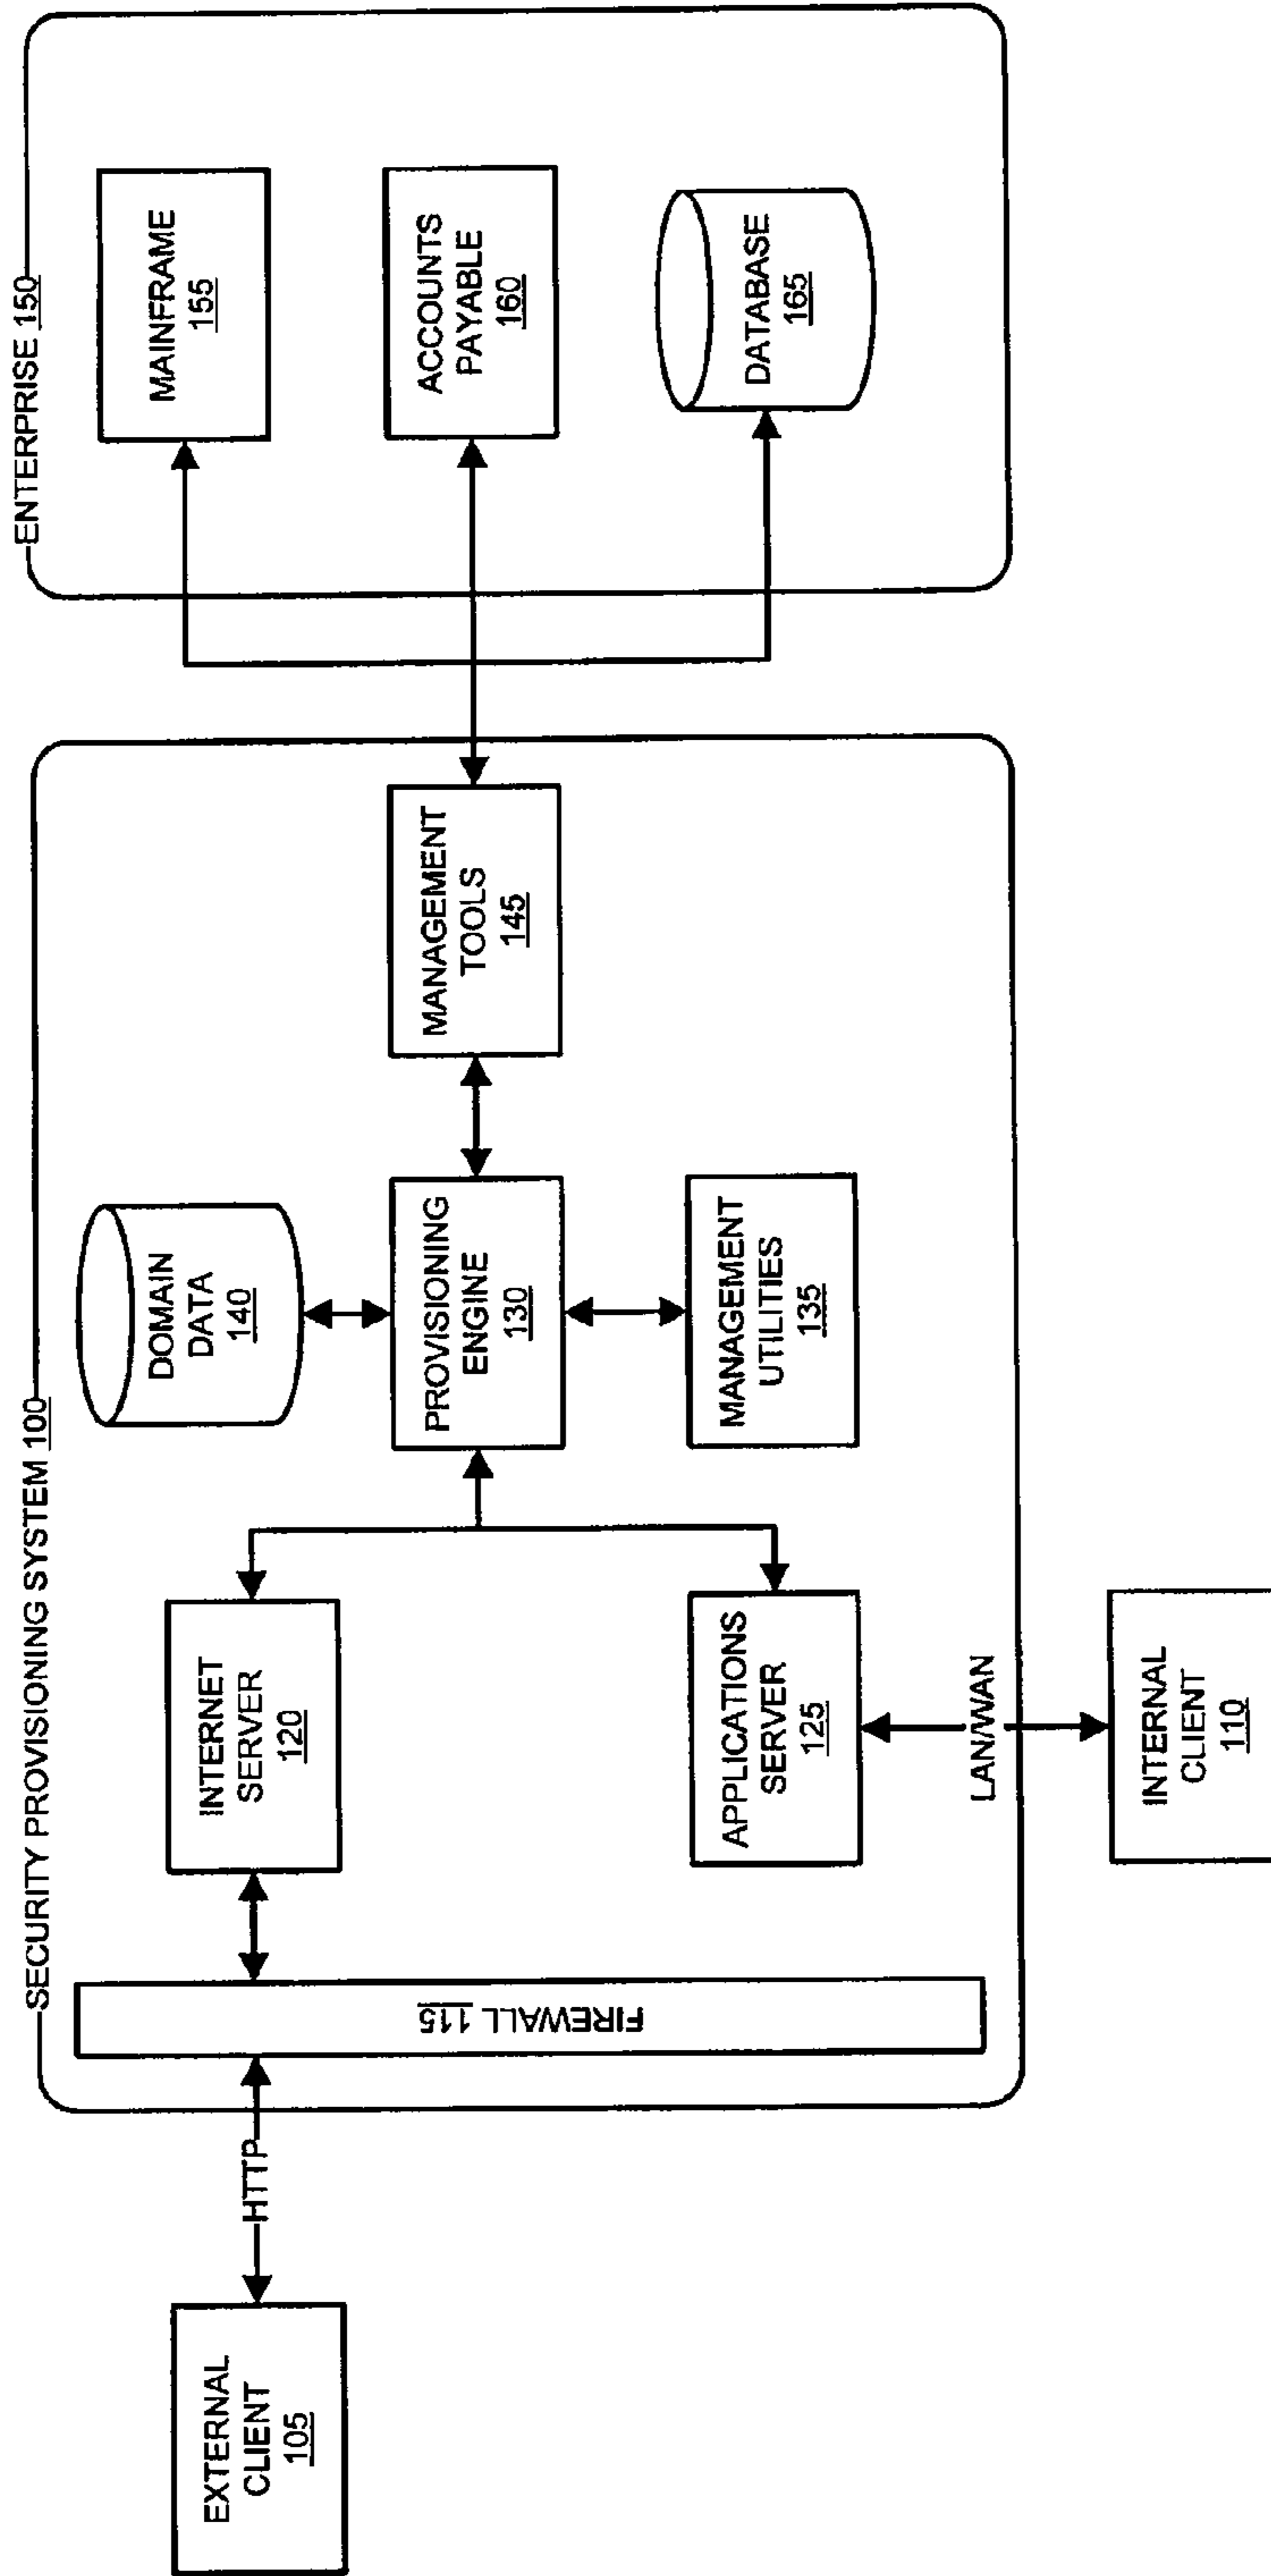 SECURITY PROVISIONING SYSTEM 100
ENTERPRISE 150
EXTERNAL
CLIENT
105
HTTP
FIREWALL 115
INTERNET
SERVER
120
APPLICATIONS
SERVER
125
LAN/WAN
INTERNAL
CLIENT
110
DOMAIN
DATA
140
PROVISIONING
ENGINE
130
MANAGEMENT
UTILITIES
135
MANAGEMENT
TOOLS
145
MAINFRAME
155
ACCOUNTS
PAYABLE
160
DATABASE
165